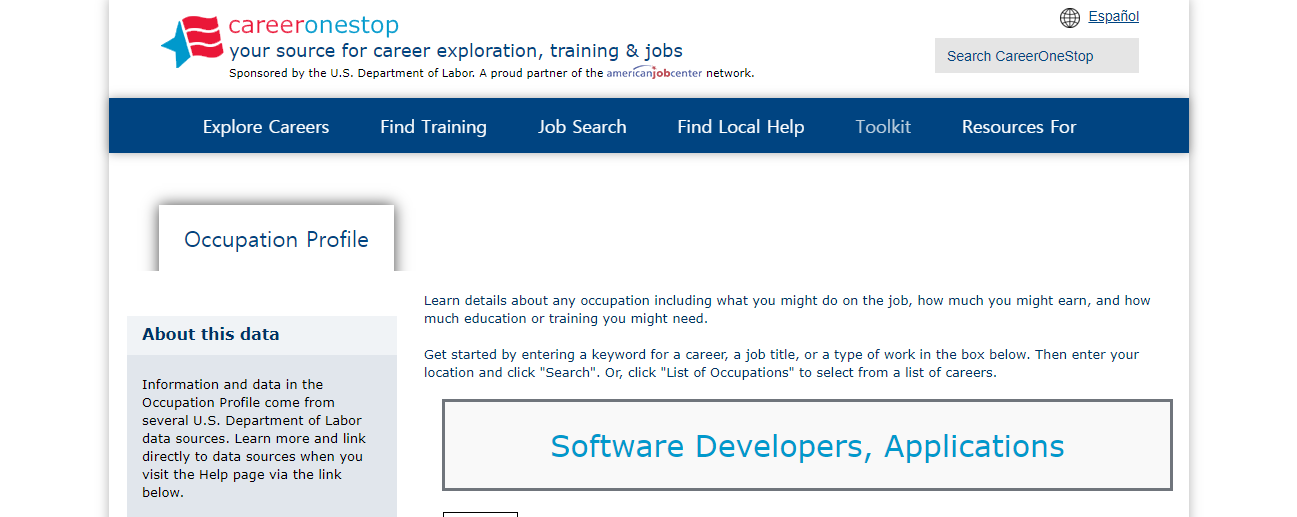 careeronestop
your source for career exploration, training & jobs
Sponsored by the U.S. Department of Labor. A proud partner of the americanjobcenter network.
Español
Search CareerOneStop
Explore Careers Find Training Job Search Find Local Help Toolkit Resources For
Occupation Profile
About this data
Information and data in the
Occupation Profile come from
several U.S. Department of Labor
data sources. Learn more and link
directly to data sources when you
visit the Help page via the link
below.
Learn details about any occupation including what you might do on the job, how much you might earn, and how
much education or training you might need.
Get started by entering a keyword for a career, a job title, or a type of work in the box below. Then enter your
location and click "Search". Or, click "List of Occupations" to select from a list of careers.
Software Developers, Applications